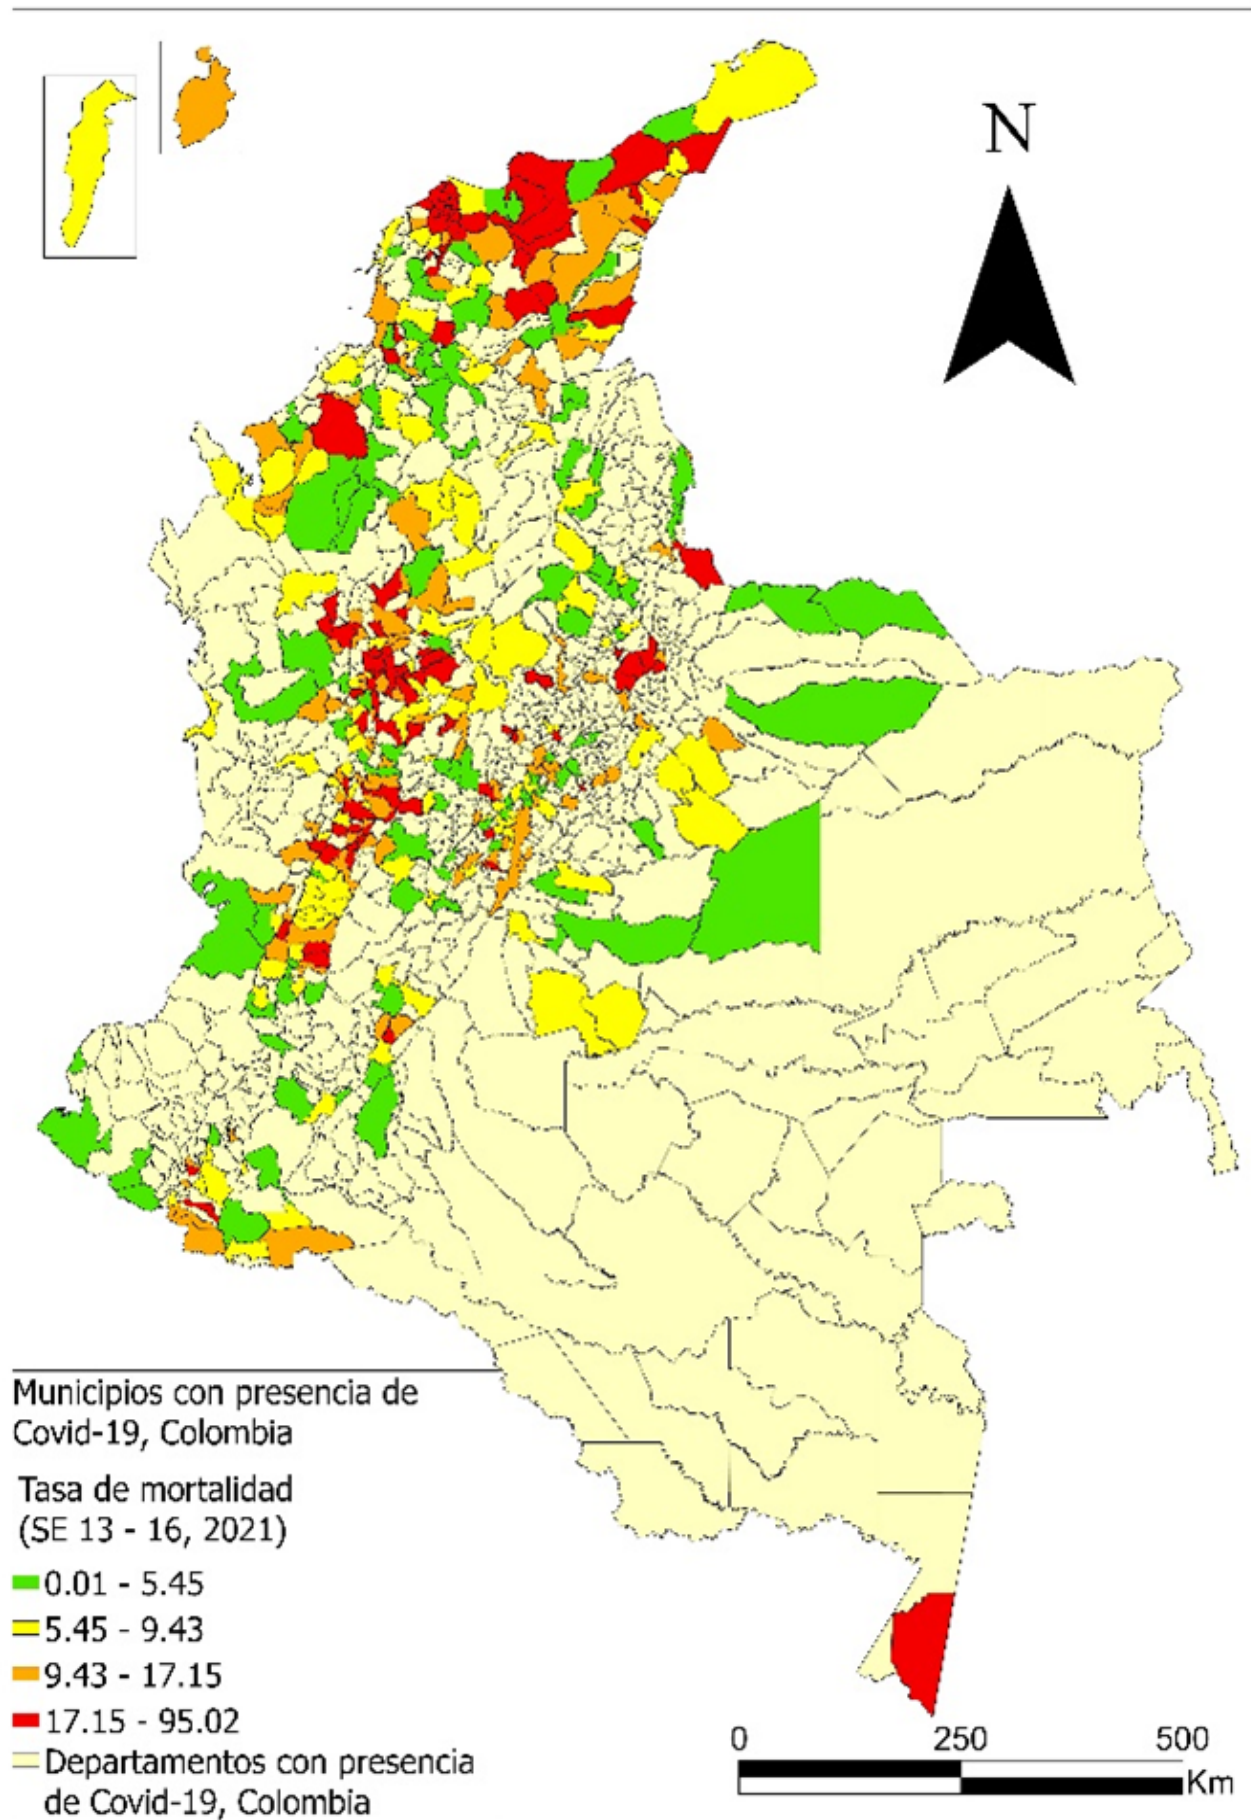 N
Municipios con presencia de
Covid-19, Colombia
Tasa de mortalidad
(SE 13 - 16, 2021)
0.01 - 5.45
5.45 - 9.43
9.43 - 17.15
17.15 - 95.02
Departamentos con presencia
de Covid-19, Colombia
0 250 500
Km